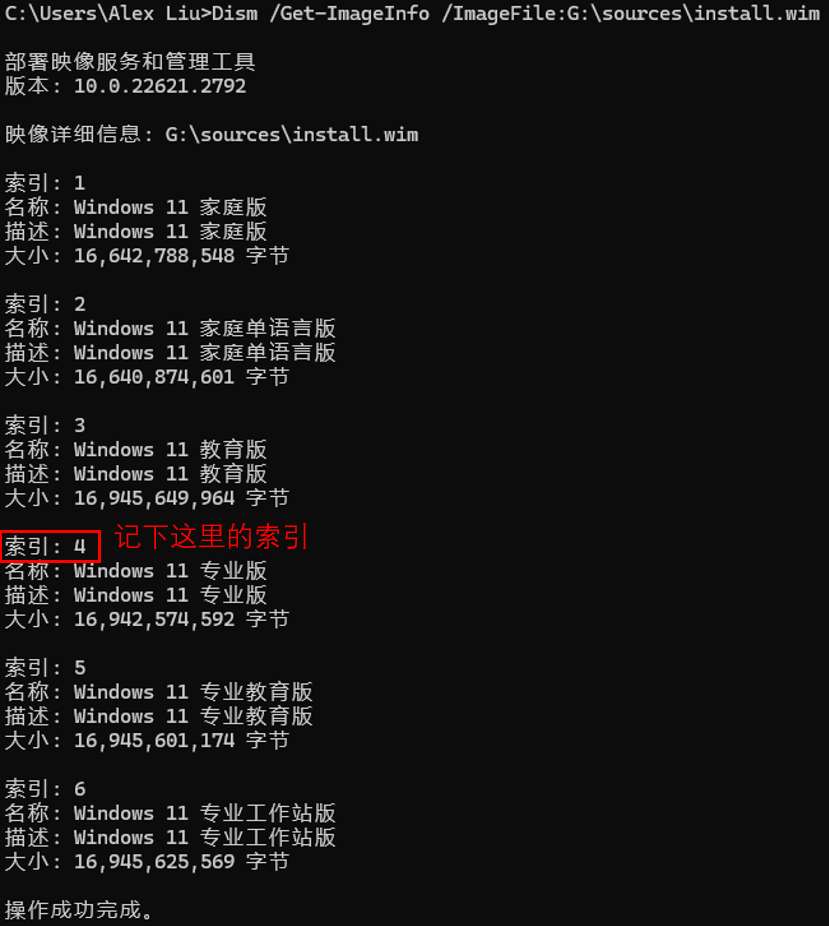 C:\Users\Alex Liu>Dism /Get-ImageInfo /ImageFile:G:\sources\install.wim
部署映像服务和管理工具
版本: 10.0.22621.2792
映像详细信息: G:\sources\install.wim
索引: 1
名称: Windows 11 家庭版
描述: Windows 11 家庭版
大小: 16,642,788,548 字节
索引: 2
名称: Windows 11 家庭单语言版
描述: Windows 11 家庭单语言版
大小: 16,640,874,601 字节
索引: 3
名称: Windows 11 教育版
描述: Windows 11 教育版
大小: 16,945,649,964 字节
索引: 4 记下这里的索引
名称: Windows 11 专业版
描述: Windows 11 专业版
大小: 16,942,574,592 字节
索引: 5
名称: Windows 11 专业教育版
描述: Windows 11 专业教育版
大小: 16,945,601,174 字节
索引: 6
名称: Windows 11 专业工作站版
描述: Windows 11 专业工作站版
大小: 16,945,625,569 字节
操作成功完成。